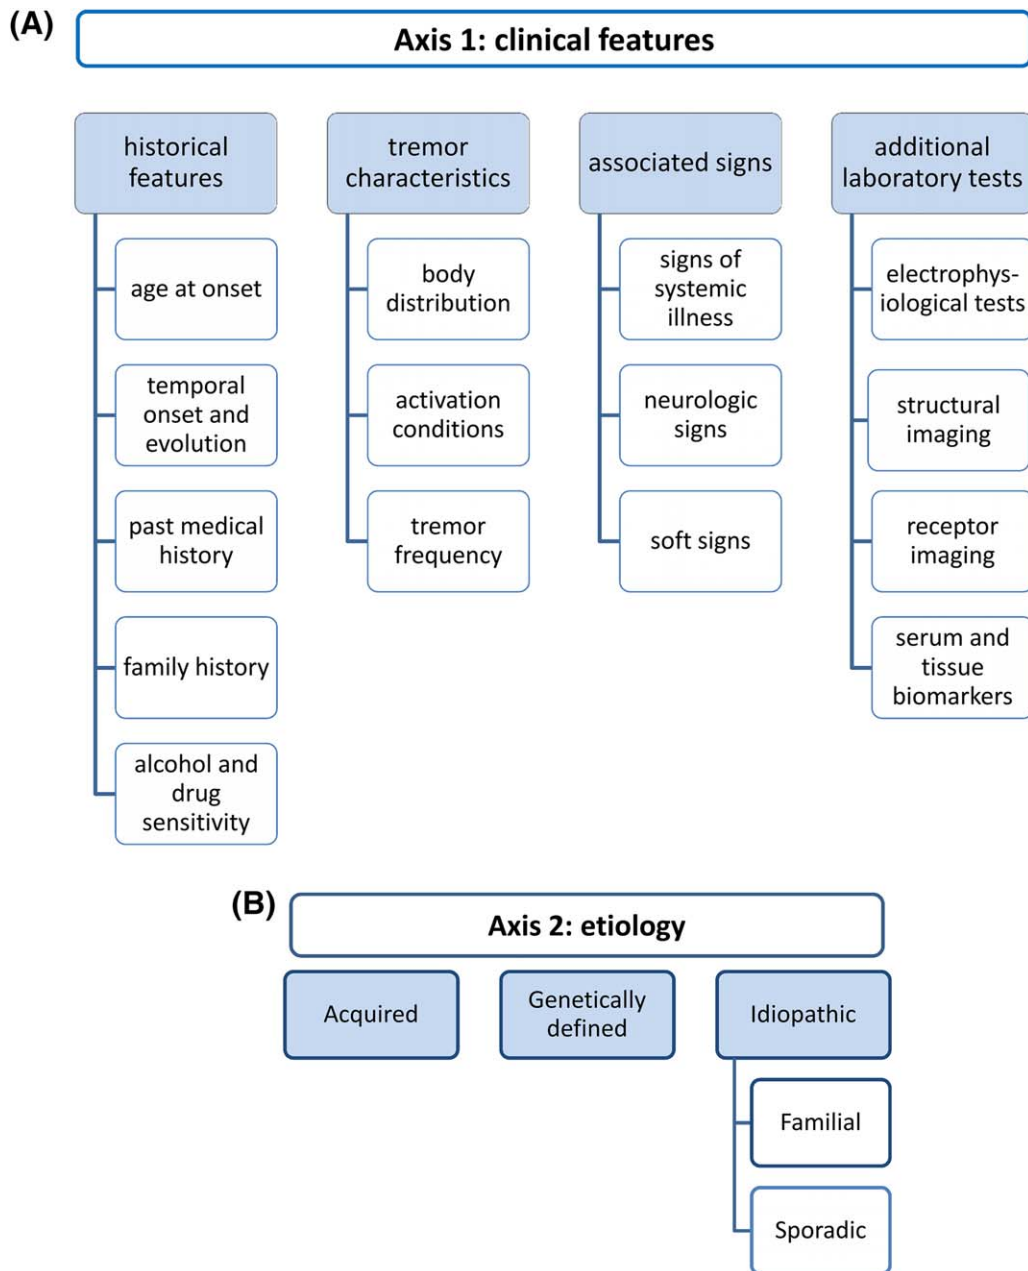 (A)
Axis 1: clinical features
historical
features
age at onset
temporal
onset and
evolution
past medical
history
family history
alcohol and
drug
sensitivity
tremor
characteristics
body
distribution
activation
conditions
tremor
frequency
associated signs
signs of
systemic
illness
neurologic
signs
soft signs
additional
laboratory tests
electrophys-
iological tests
structural
imaging
receptor
imaging
serum and
tissue
biomarkers
(B)
Axis 2: etiology
Acquired
Genetically
defined
Idiopathic
Familial
Sporadic